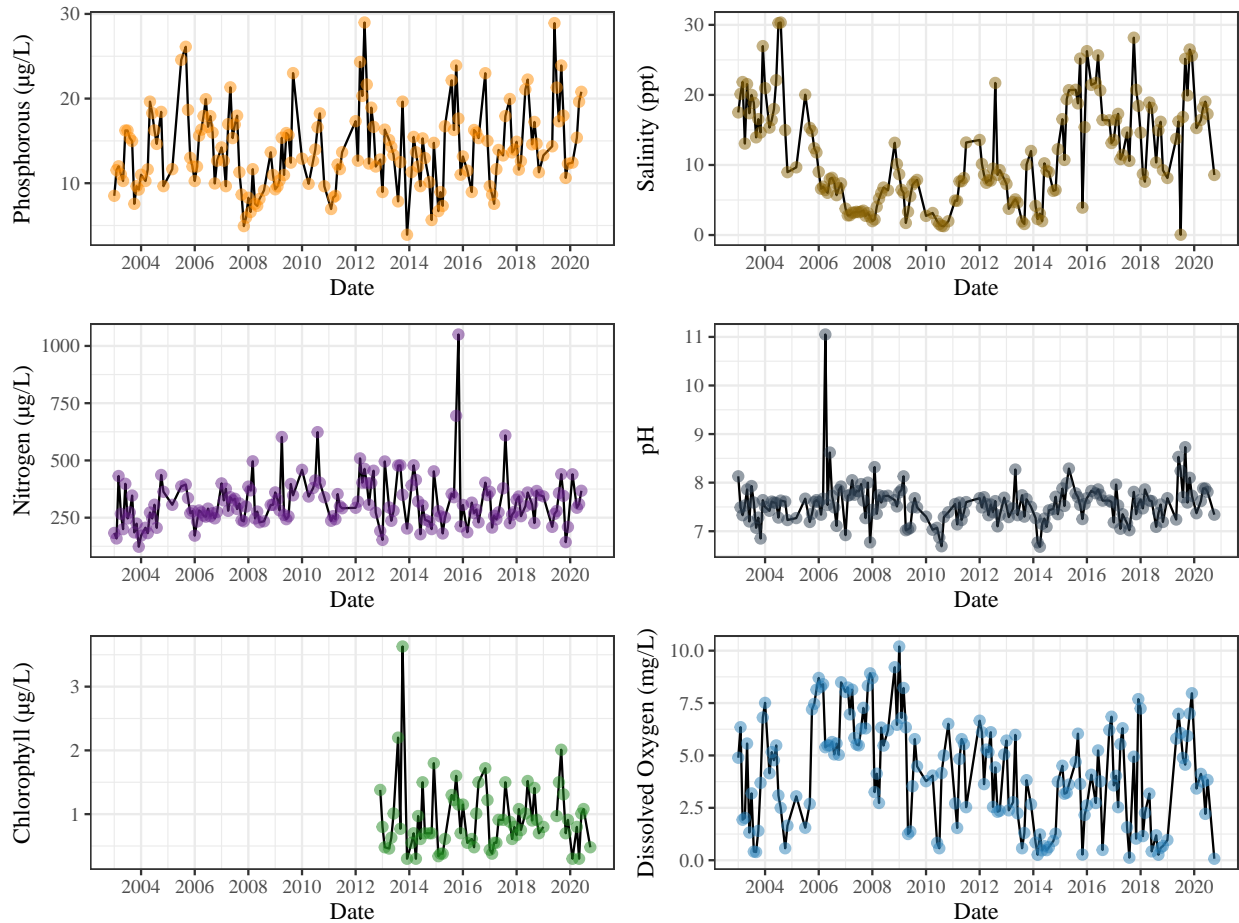 Phosphorous (µg/L)
30
20
10
2004 2006 2008 2010 2012 2014 2016 2018 2020
Date
Salinity (ppt)
30
20
10
0
2004 2006 2008 2010 2012 2014 2016 2018 2020
Date
Nitrogen (µg/L)
1000
750
500
250
2004 2006 2008 2010 2012 2014 2016 2018 2020
Date
pH
11
10
9
8
7
2004 2006 2008 2010 2012 2014 2016 2018 2020
Date
Chlorophyll (µg/L)
3
2
1
2004 2006 2008 2010 2012 2014 2016 2018 2020
Date
Dissolved Oxygen (mg/L)
10.0
7.5
5.0
2.5
0.0
2004 2006 2008 2010 2012 2014 2016 2018 2020
Date